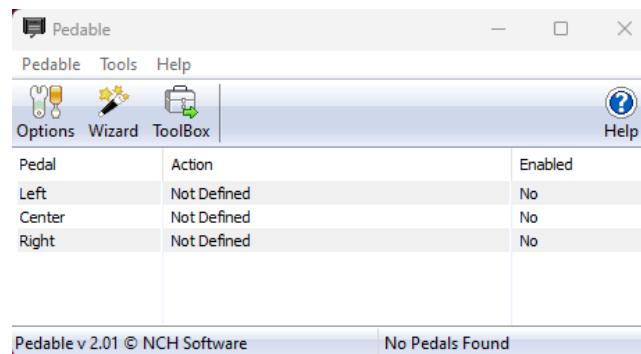 Pedable
Pedable Tools Help
Options Wizard ToolBox Help
Pedal Action Enabled
Left Not Defined No
Center Not Defined No
Right Not Defined No
Pedable v 2.01 © NCH Software No Pedals Found